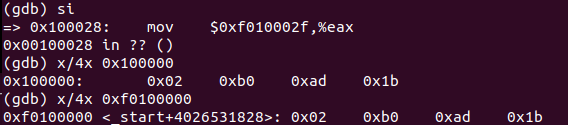 (gdb) si
=> 0x100028: mov $0xf010002f,%eax
0x00100028 in ?? ()
(gdb) x/4x 0x100000
0x100000: 0x02 0xb0 0xad 0x1b
(gdb) x/4x 0xf0100000
0xf0100000 <_start+4026531828>: 0x02 0xb0 0xad 0x1b